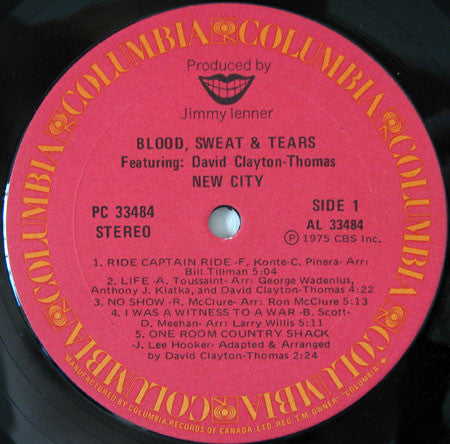 COLUMBIA COLUMBIA COLUMBIA COLUMBIA COLUMBIA COLUMBIA
Produced by
Jimmy Ienner
BLOOD, SWEAT & TEARS
Featuring: David Clayton-Thomas
NEW CITY
PC 33484
STEREO
SIDE 1
AL 33484
Ⓟ 1975 CBS Inc.
1. RIDE CAPTAIN RIDE -F. Konte-C. Pinera- Arr:
Bill Tillman 5:04
2. LIFE -A. Toussaint- Arr: George Wadenius,
Anthony J. Klatka, and David Clayton-Thomas 4:22
3. NO SHOW -R. McClure- Arr: Ron McClure 5:13
4. I WAS A WITNESS TO A WAR -B. Scott-
D. Meehan- Arr: Larry Willis 5:11
5. ONE ROOM COUNTRY SHACK
-J. Lee Hooker- Adapted & Arranged
by David Clayton-Thomas 2:24
MANUFACTURED BY COLUMBIA RECORDS OF CANADA, LTD. REG. T.M. OWNER "COLUMBIA"